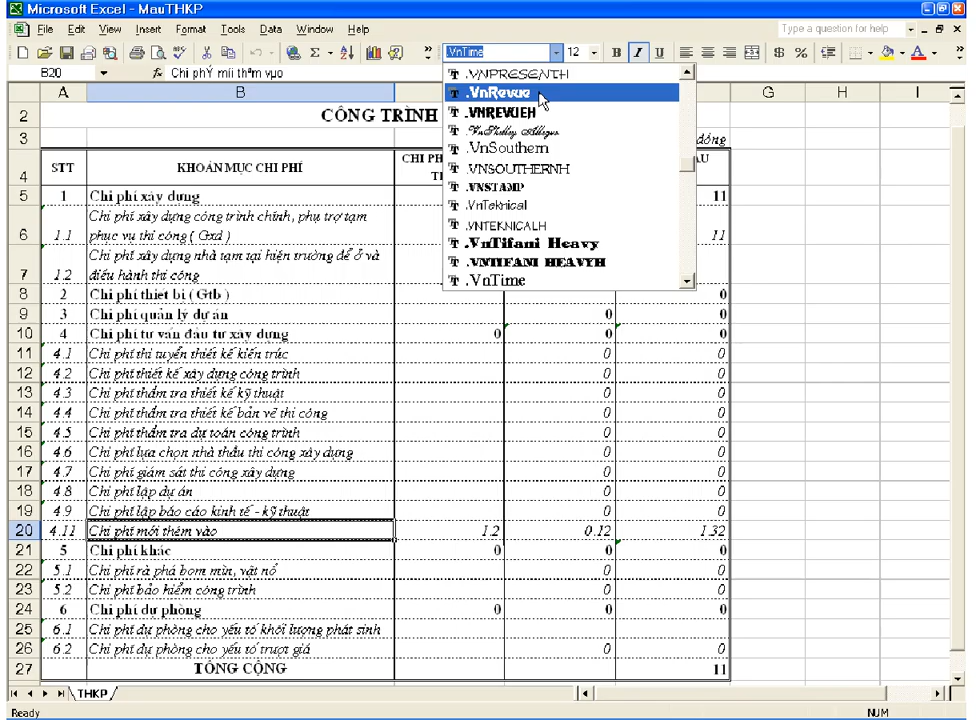 Microsoft Excel - MauTHKP
File Edit View Insert Format Tools Data Window Help
Type a question for help
.VnTime 12 B I U
B20 fx Chi phÝ míi thªm vµo
A B G H I
.VNPRESENTH
.VnRevue
.VNREVUEH
.VnShelley Allegro
.VnSouthern
.VNSOUTHERNH
.VNSTAMP
.VnTeknical
.VNTEKNICALH
.VnTifani Heavy
.VNTIFANI HEAVYH
.VnTime
2 CÔNG TRÌNH
3 đồng
4 STT KHOẢN MỤC CHI PHÍ CHI PH
5 1 Chi phí xây dựng 11
Chi phí xây dựng công trình chính, phụ trợ tạm
6 1.1 phục vụ thi công ( Gxd ) 11
Chi phí xây dựng nhà tạm tại hiện trường để ở và
7 1.2 điều hành thi công
8 2 Chi phí thiết bị ( Gtb ) 0
9 3 Chi phí quản lý dự án 0 0
10 4 Chi phí tư vấn đầu tư xây dựng 0 0 0
11 4.1 Chi phí thi tuyển thiết kế kiến trúc 0 0
12 4.2 Chi phí thiết kế xây dựng công trình 0 0
13 4.3 Chi phí thẩm tra thiết kế kỹ thuật 0 0
14 4.4 Chi phí thẩm tra thiết kế bản vẽ thi công 0 0
15 4.5 Chi phí thẩm tra dự toán công trình 0 0
16 4.6 Chi phí lựa chọn nhà thầu thi công xây dựng 0 0
17 4.7 Chi phí giám sát thi công xây dựng 0 0
18 4.8 Chi phí lập dự án 0 0
19 4.9 Chi phí lập báo cáo kinh tế - kỹ thuật 0 0
20 4.11 Chi phí mới thêm vào 1.2 0.12 1.32
21 5 Chi phí khác 0 0 0
22 5.1 Chi phí rà phá bom mìn, vật nổ 0 0
23 5.2 Chi phí bảo hiểm công trình 0 0
24 6 Chi phí dự phòng 0 0 0
25 6.1 Chi phí dự phòng cho yếu tố khối lượng phát sinh
26 6.2 Chi phí dự phòng cho yếu tố trượt giá 0 0
27 TỔNG CỘNG 11
THKP
Ready NUM